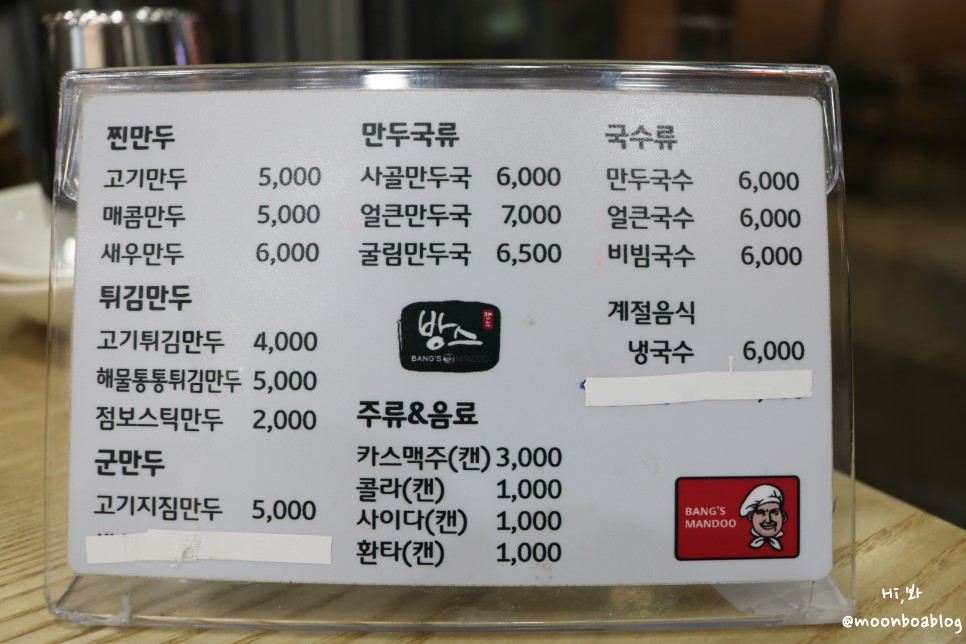 찐만두
고기만두 5,000
매콤만두 5,000
새우만두 6,000
튀김만두
고기튀김만두 4,000
해물통통튀김만두 5,000
점보스틱만두 2,000
군만두
고기지짐만두 5,000
만두국류
사골만두국 6,000
얼큰만두국 7,000
굴림만두국 6,500
방스
BANG'S MANDOO
주류&음료
카스맥주(캔) 3,000
콜라(캔) 1,000
사이다(캔) 1,000
환타(캔) 1,000
국수류
만두국수 6,000
얼큰국수 6,000
비빔국수 6,000
계절음식
냉국수 6,000
BANG'S
MANDOO
Hi,봐
@moonboablog